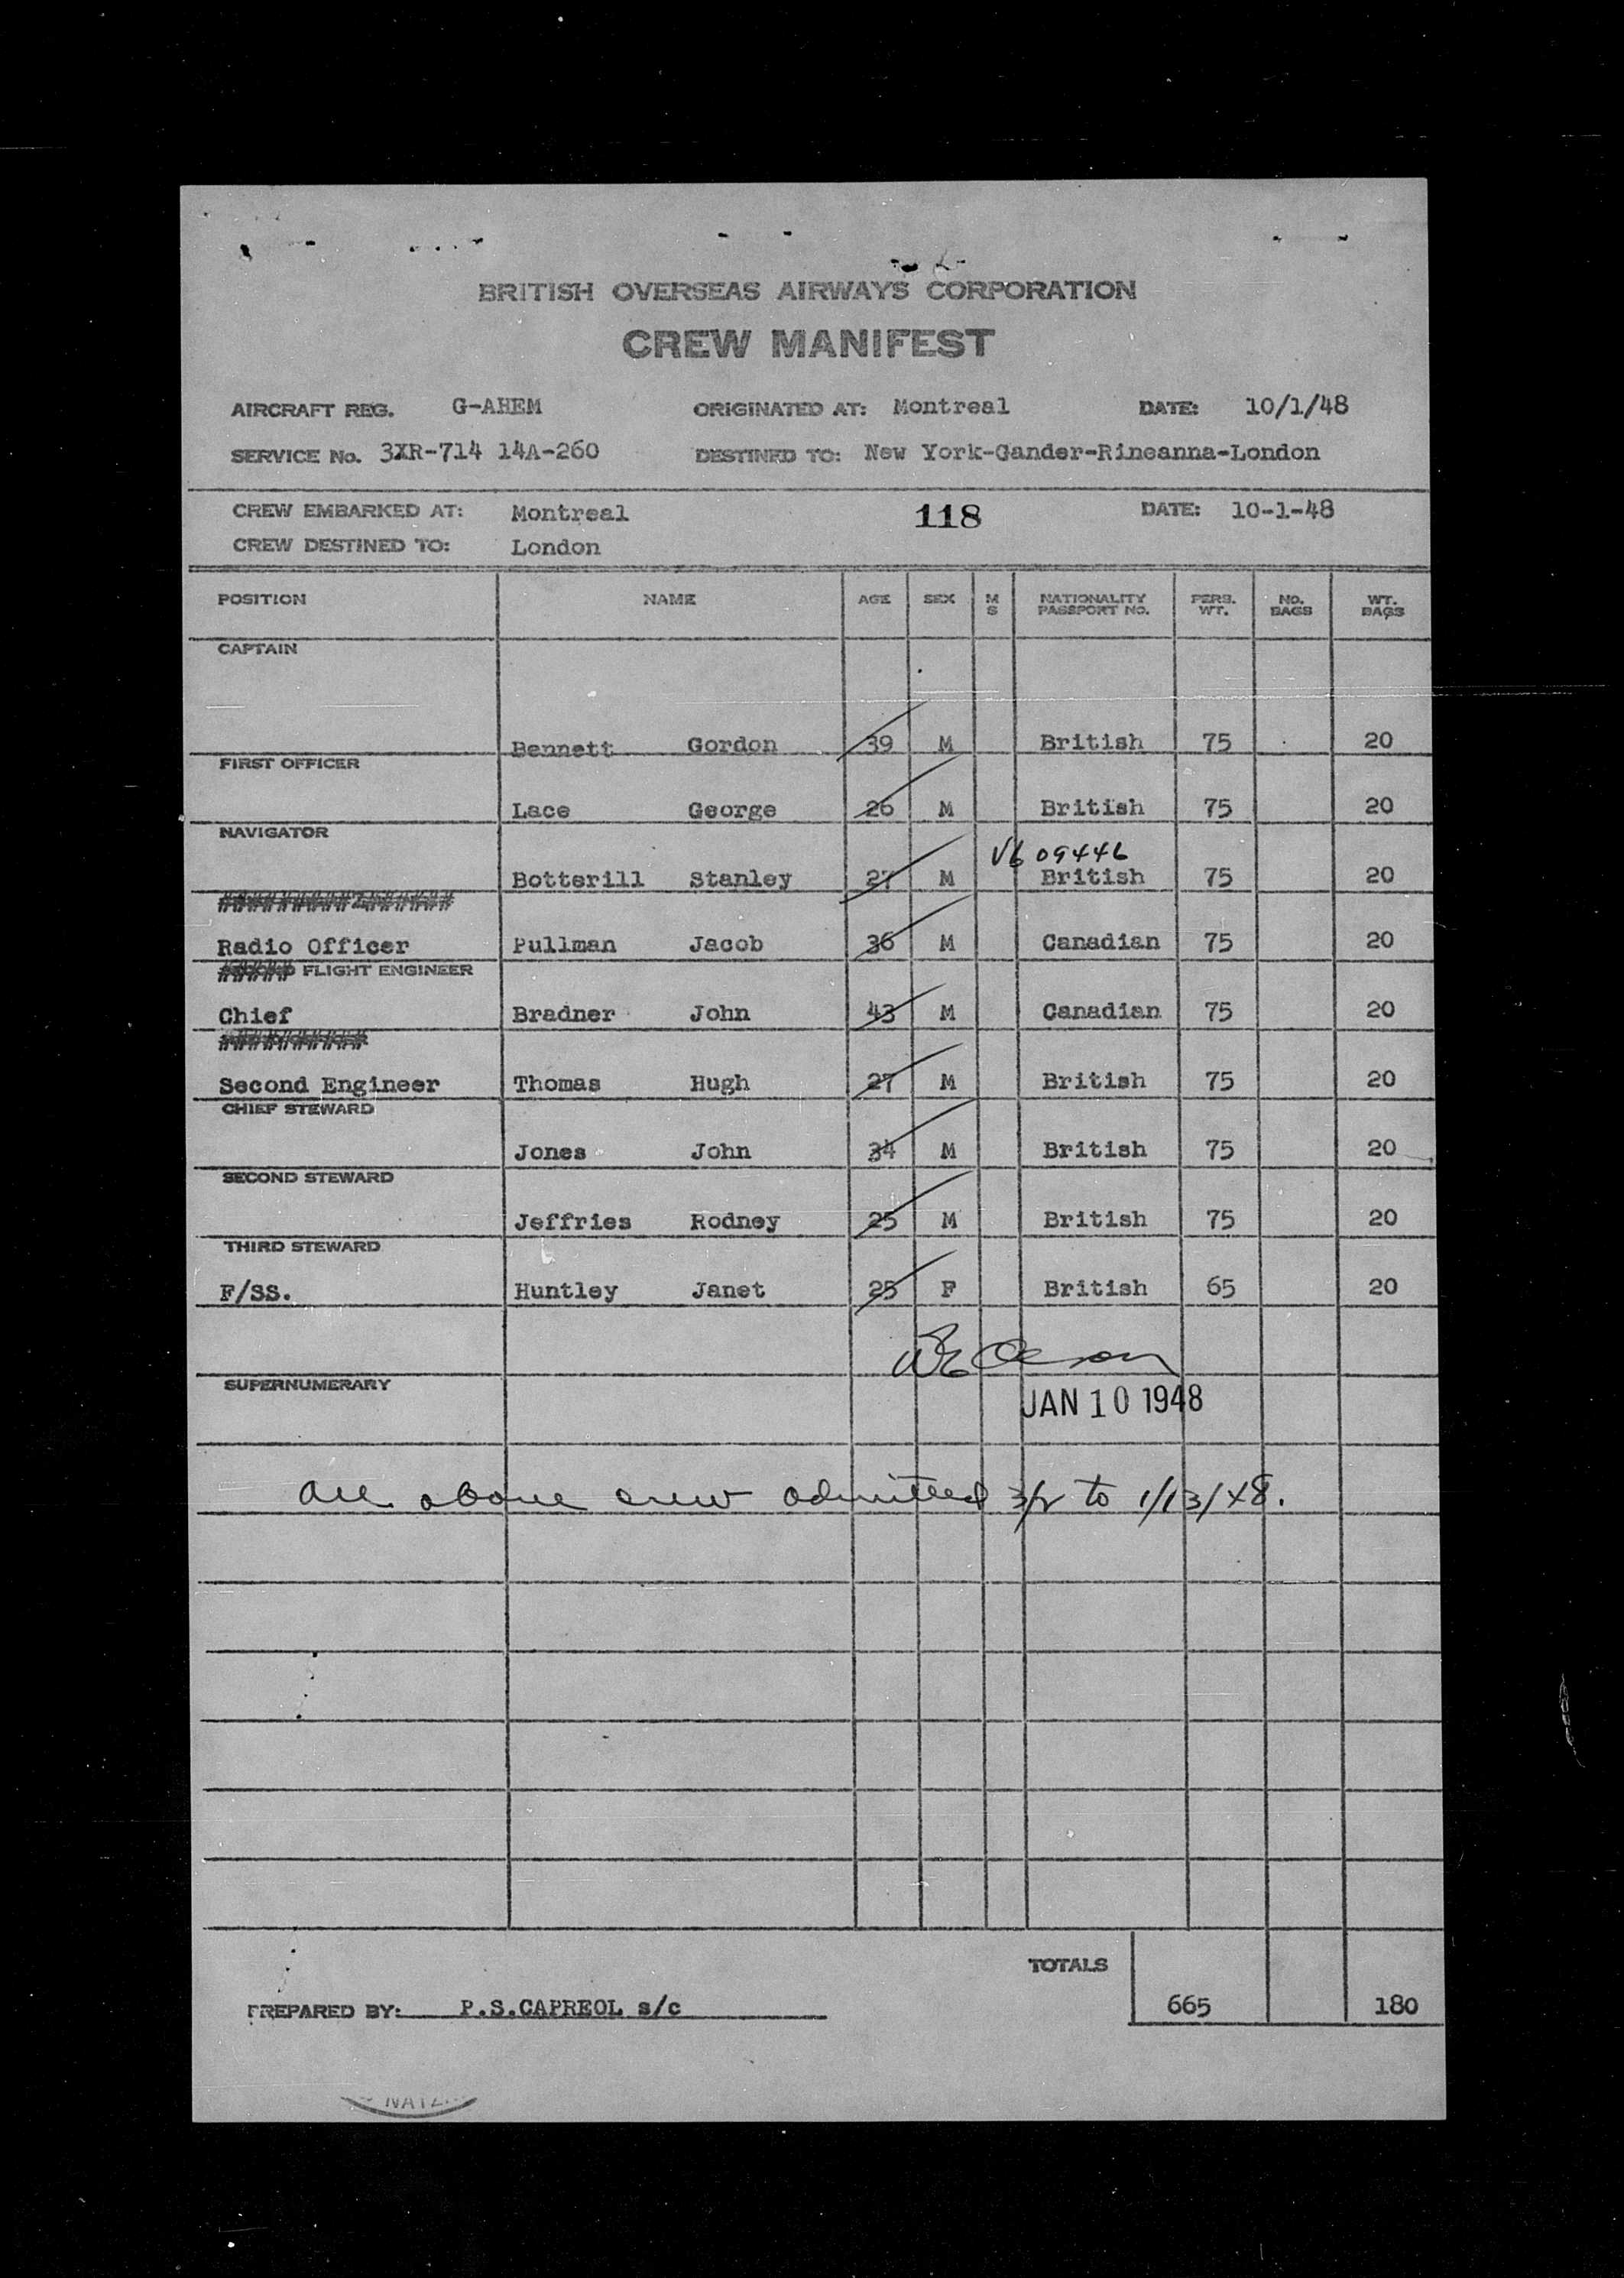 BRITISH OVERSEAS AIRWAYS CORPORATION
CREW MANIFEST
AIRCRAFT REG. G-AHEM ORIGINATED AT: Montreal DATE: 10/1/48
SERVICE No. 3XR-714 14A-260 DESTINED TO: New York-Gander-Rineanna-London
CREW EMBARKED AT: Montreal 118 DATE: 10-1-48
CREW DESTINED TO: London
POSITION NAME AGE SEX M S NATIONALITY PASSPORT NO. PERS. WT. NO. BAGS WT. BAGS
CAPTAIN
Bennett Gordon 39 M British 75 20
FIRST OFFICER
Lace George 26 M British 75 20
NAVIGATOR
V609446
Botterill Stanley 27 M British 75 20
Radio Officer Pullman Jacob 36 M Canadian 75 20
FLIGHT ENGINEER
Chief Bradner John 43 M Canadian 75 20
Second Engineer Thomas Hugh 27 M British 75 20
CHIEF STEWARD
Jones John 34 M British 75 20
SECOND STEWARD
Jeffries Rodney 25 M British 75 20
THIRD STEWARD
F/SS. Huntley Janet 25 F British 65 20
SUPERNUMERARY
JAN 10 1948
All above crew admitted 3/2 to 1/13/48.
TOTALS
PREPARED BY: P.S.CAPREOL s/c 665 180